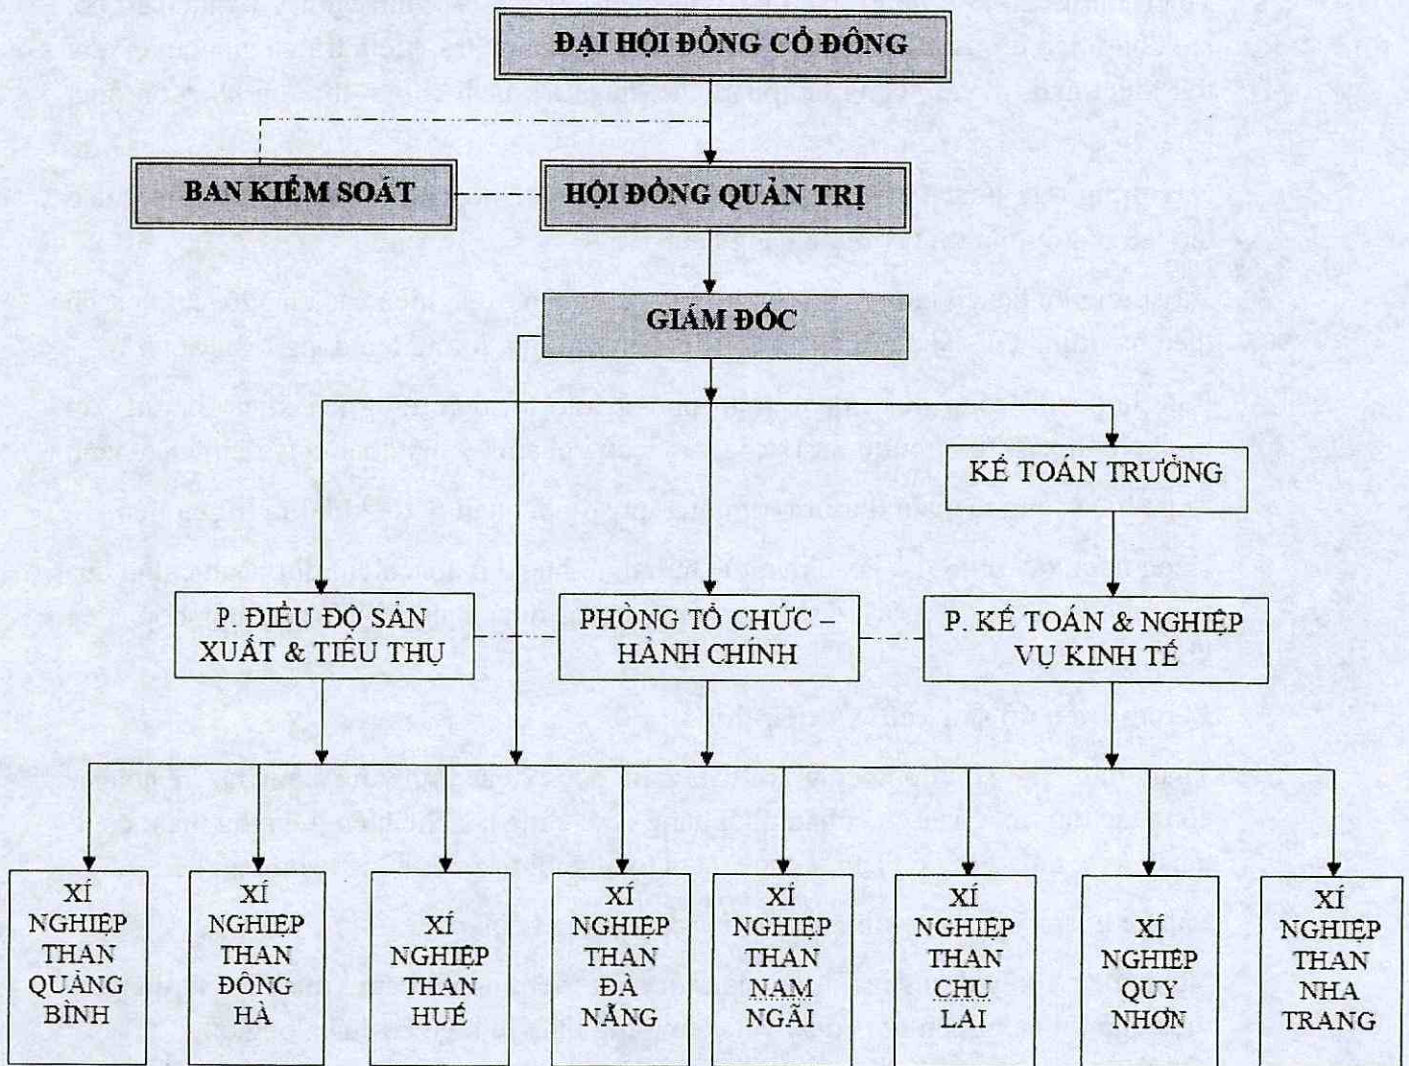 ĐẠI HỘI ĐỒNG CỔ ĐÔNG
BAN KIỂM SOÁT
HỘI ĐỒNG QUẢN TRỊ
GIÁM ĐỐC
KẾ TOÁN TRƯỞNG
P. ĐIỀU ĐỘ SẢN
XUẤT & TIÊU THỤ
PHÒNG TỔ CHỨC –
HÀNH CHÍNH
P. KẾ TOÁN & NGHIỆP
VỤ KINH TẾ
XÍ
NGHIỆP
THAN
QUẢNG
BÌNH
XÍ
NGHIỆP
THAN
ĐÔNG
HÀ
XÍ
NGHIỆP
THAN
HUẾ
XÍ
NGHIỆP
THAN
ĐÀ
NẴNG
XÍ
NGHIỆP
THAN
NAM
NGÃI
XÍ
NGHIỆP
THAN
CHU
LAI
XÍ
NGHIỆP
QUY
NHƠN
XÍ
NGHIỆP
THAN
NHA
TRANG